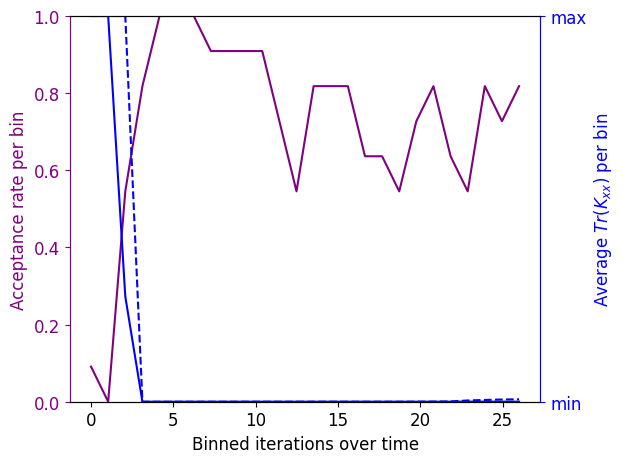 Acceptance rate per bin
1.0
0.8
0.6
0.4
0.2
0.0
0
5
10
15
20
25
Binned iterations over time
max
min
Average Tr(Kxx) per bin